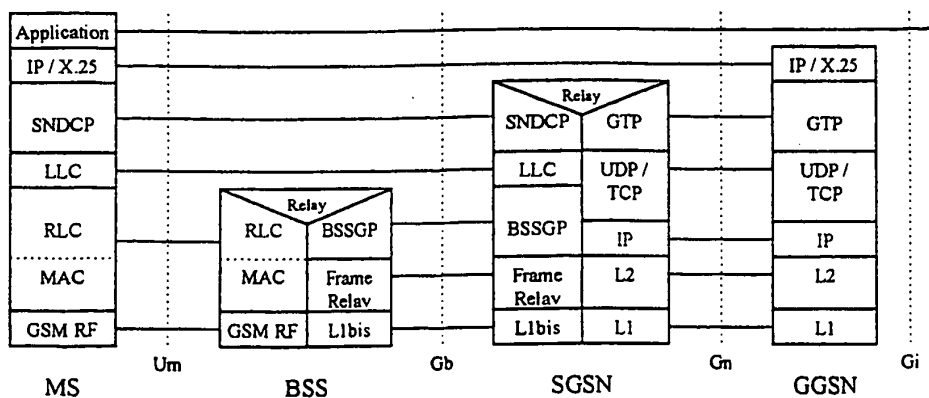 Application
IP / X.25
IP / X.25
Relay
SNDCP
SNDCP
GTP
GTP
LLC
LLC
UDP /
TCP
UDP /
TCP
Relay
RLC
RLC
BSSGP
BSSGP
IP
IP
MAC
MAC
Frame
Relay
Frame
Relay
L2
L2
GSM RF
GSM RF
L1bis
L1bis
L1
L1
Um
Gb
Gn
Gi
MS
BSS
SGSN
GGSN